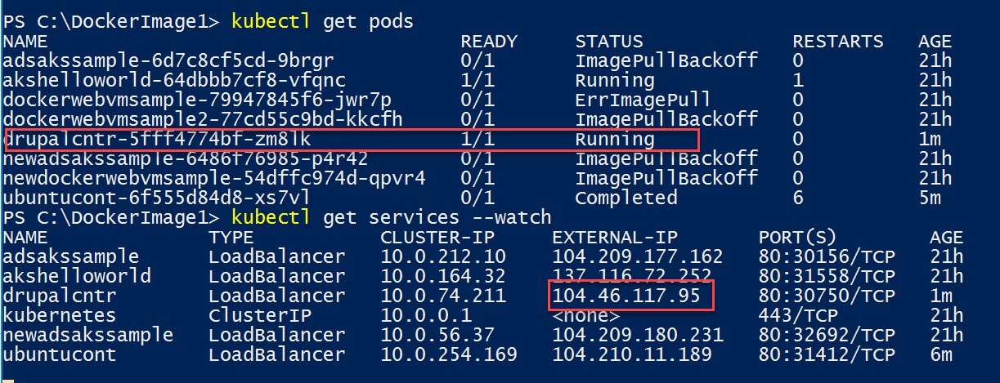 PS C:\DockerImage1> kubectl get pods
NAME READY STATUS RESTARTS AGE
adsakssample-6d7c8cf5cd-9brgr 0/1 ImagePullBackOff 0 21h
akshelloworld-64dbbb7cf8-vfqnc 1/1 Running 1 21h
dockerwebvmsample-79947845f6-jwr7p 0/1 ErrImagePull 0 21h
dockerwebvmsample2-77cd55c9bd-kkcfh 0/1 ImagePullBackOff 0 21h
drupalcntr-5fff4774bf-zm8lk 1/1 Running 0 1m
newadsakssample-6486f76985-p4r42 0/1 ImagePullBackOff 0 21h
newdockerwebvmsample-54dffc974d-qpvr4 0/1 ImagePullBackOff 0 21h
ubuntucont-6f555d84d8-xs7vl 0/1 Completed 6 5m
PS C:\DockerImage1> kubectl get services --watch
NAME TYPE CLUSTER-IP EXTERNAL-IP PORT(S) AGE
adsakssample LoadBalancer 10.0.212.10 104.209.177.162 80:30156/TCP 21h
akshelloworld LoadBalancer 10.0.164.32 137.116.72.252 80:31558/TCP 21h
drupalcntr LoadBalancer 10.0.74.211 104.46.117.95 80:30750/TCP 1m
kubernetes ClusterIP 10.0.0.1 <none> 443/TCP 21h
newadsakssample LoadBalancer 10.0.56.37 104.209.180.231 80:32692/TCP 21h
ubuntucont LoadBalancer 10.0.254.169 104.210.11.189 80:31412/TCP 6m